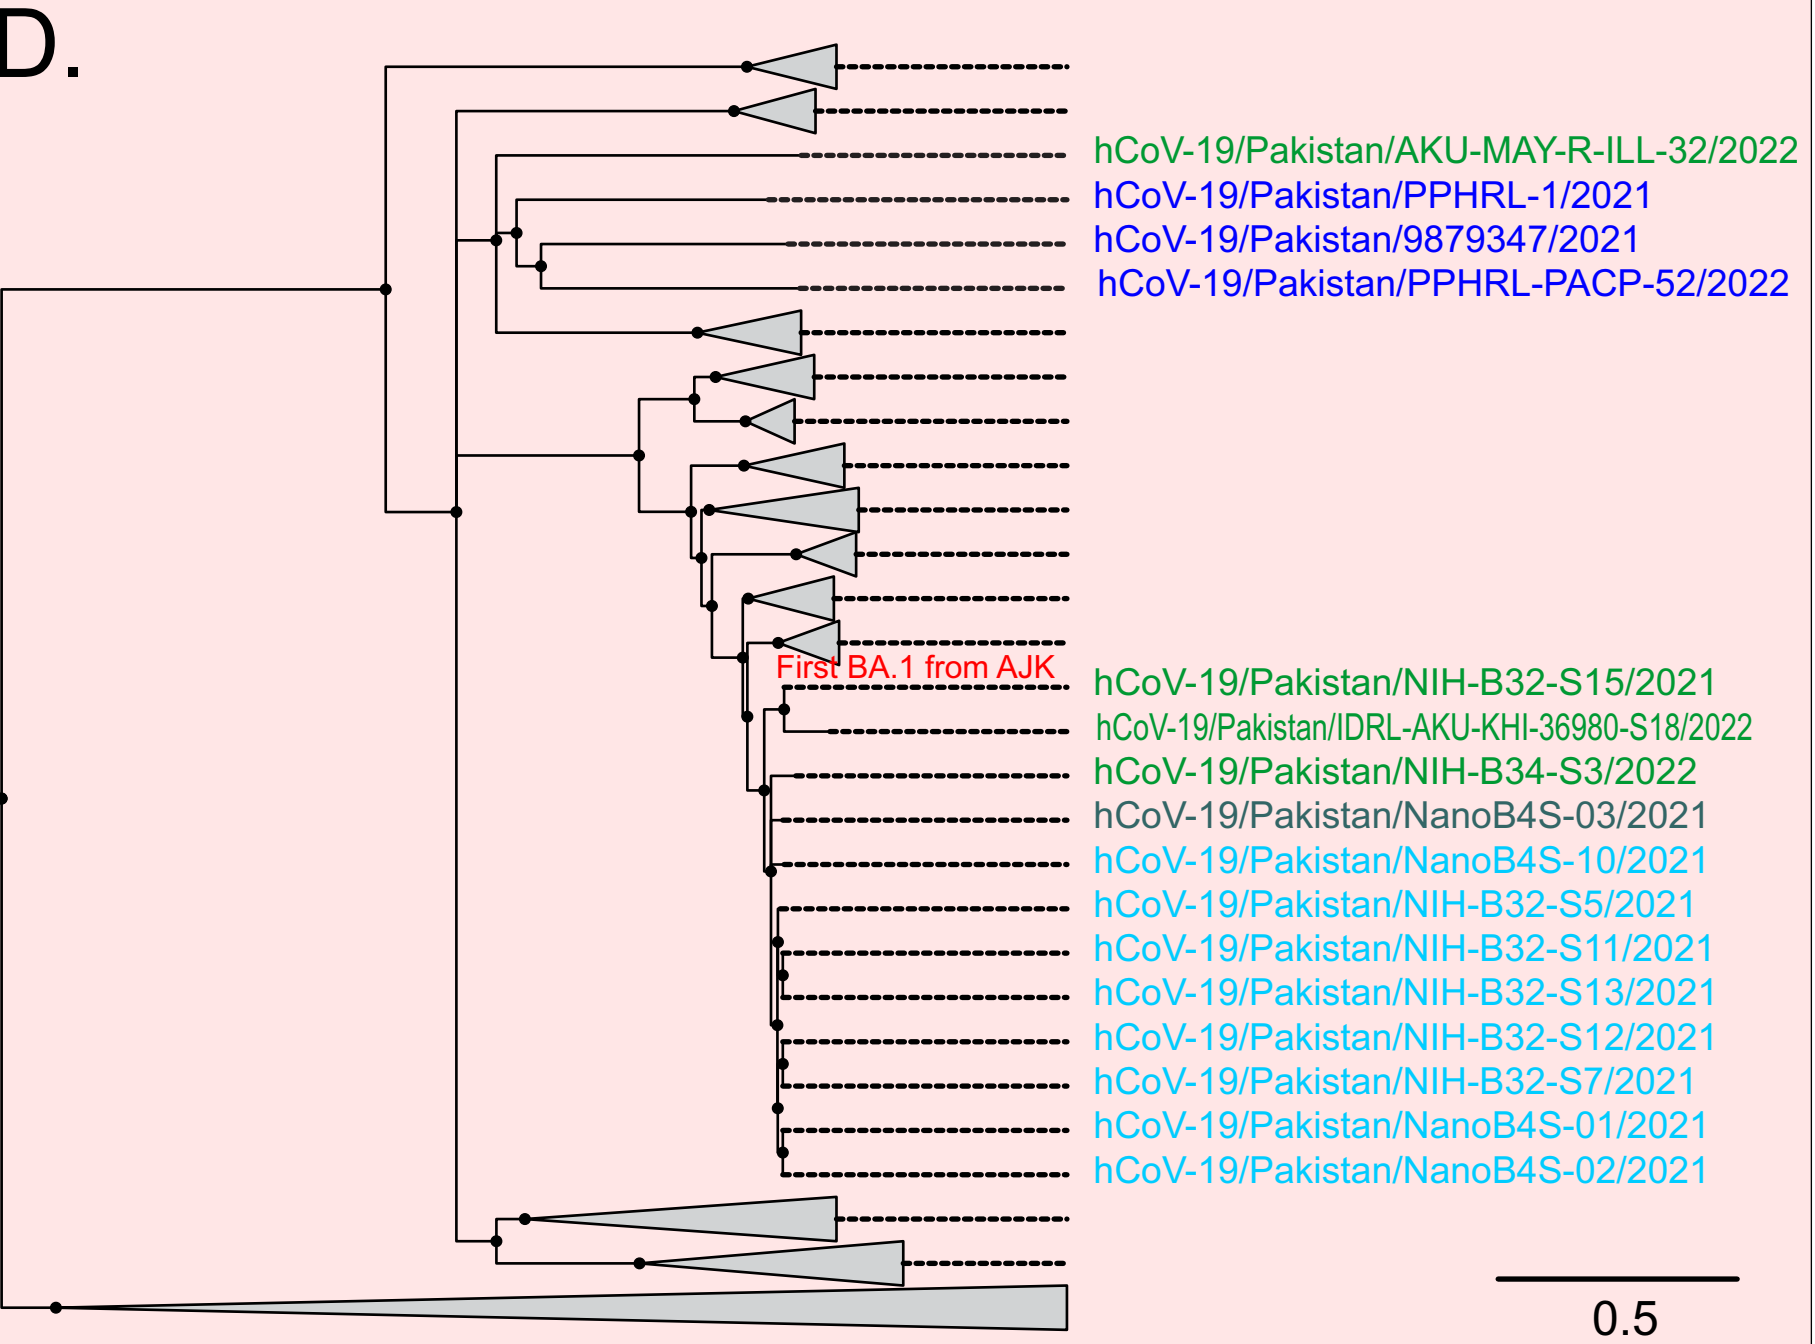 D.
hCoV-19/Pakistan/AKU-MAY-R-ILL-32/2022
hCoV-19/Pakistan/PPHRL-1/2021
hCoV-19/Pakistan/9879347/2021
hCoV-19/Pakistan/PPHRL-PACP-52/2022
First BA.1 from AJK
hCoV-19/Pakistan/NIH-B32-S15/2021
hCoV-19/Pakistan/IDRL-AKU-KHI-36980-S18/2022
hCoV-19/Pakistan/NIH-B34-S3/2022
hCoV-19/Pakistan/NanoB4S-03/2021
hCoV-19/Pakistan/NanoB4S-10/2021
hCoV-19/Pakistan/NIH-B32-S5/2021
hCoV-19/Pakistan/NIH-B32-S11/2021
hCoV-19/Pakistan/NIH-B32-S13/2021
hCoV-19/Pakistan/NIH-B32-S12/2021
hCoV-19/Pakistan/NIH-B32-S7/2021
hCoV-19/Pakistan/NanoB4S-01/2021
hCoV-19/Pakistan/NanoB4S-02/2021
0.5